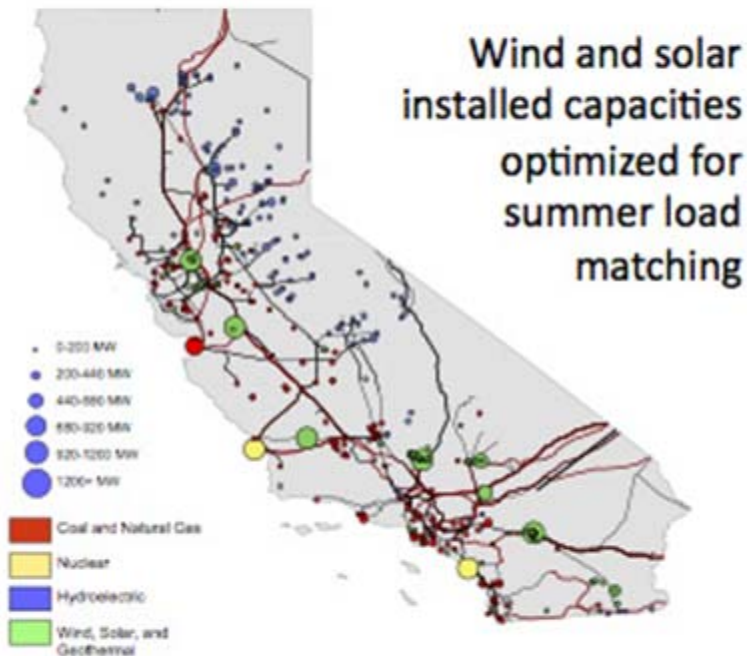 Wind and solar
installed capacities
optimized for
summer load
matching
0-200 MW
200-440 MW
440-680 MW
680-920 MW
920-1200 MW
1200+ MW
Coal and Natural Gas
Nuclear
Hydroelectric
Wind, Solar, and
Geothermal